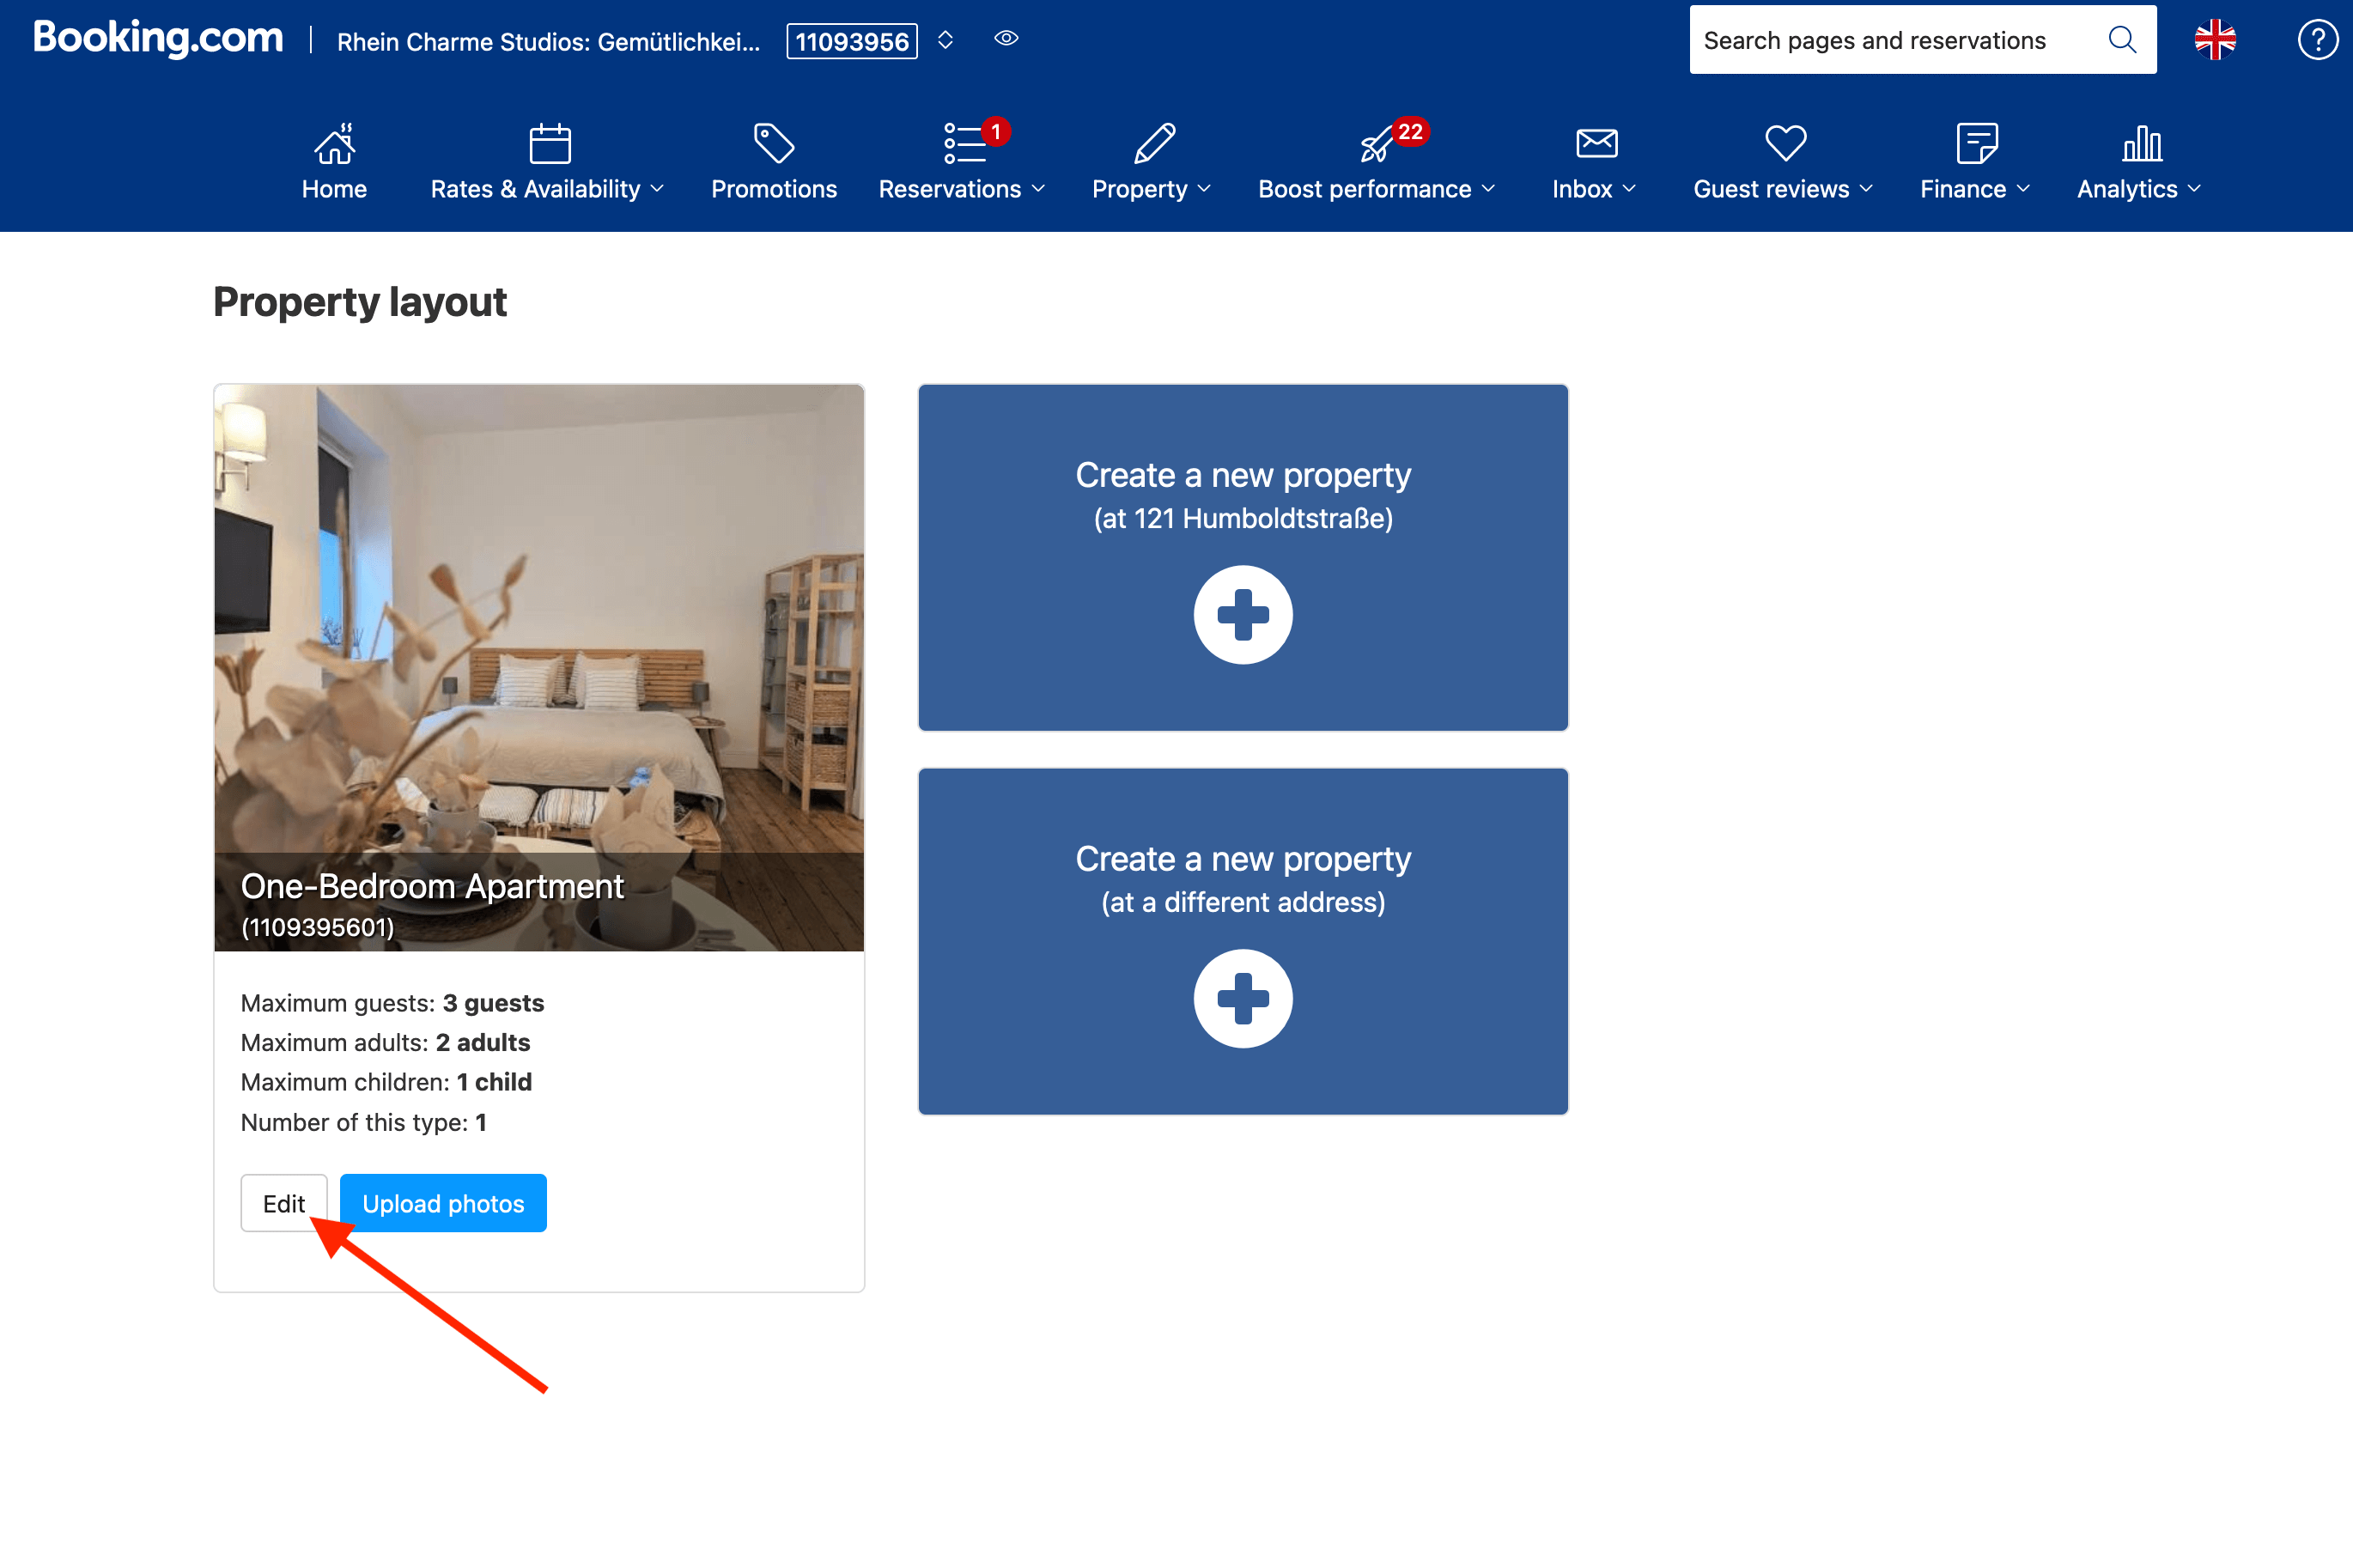 Booking.com
Rhein Charme Studios: Gemütlichkei... 11093956
Search pages and reservations
?
1
22
Home
Rates & Availability
Promotions
Reservations
Property
Boost performance
Inbox
Guest reviews
Finance
Analytics
Property layout
One-Bedroom Apartment
(1109395601)
Maximum guests: 3 guests
Maximum adults: 2 adults
Maximum children: 1 child
Number of this type: 1
Edit
Upload photos
Create a new property
(at 121 Humboldtstraße)
Create a new property
(at a different address)